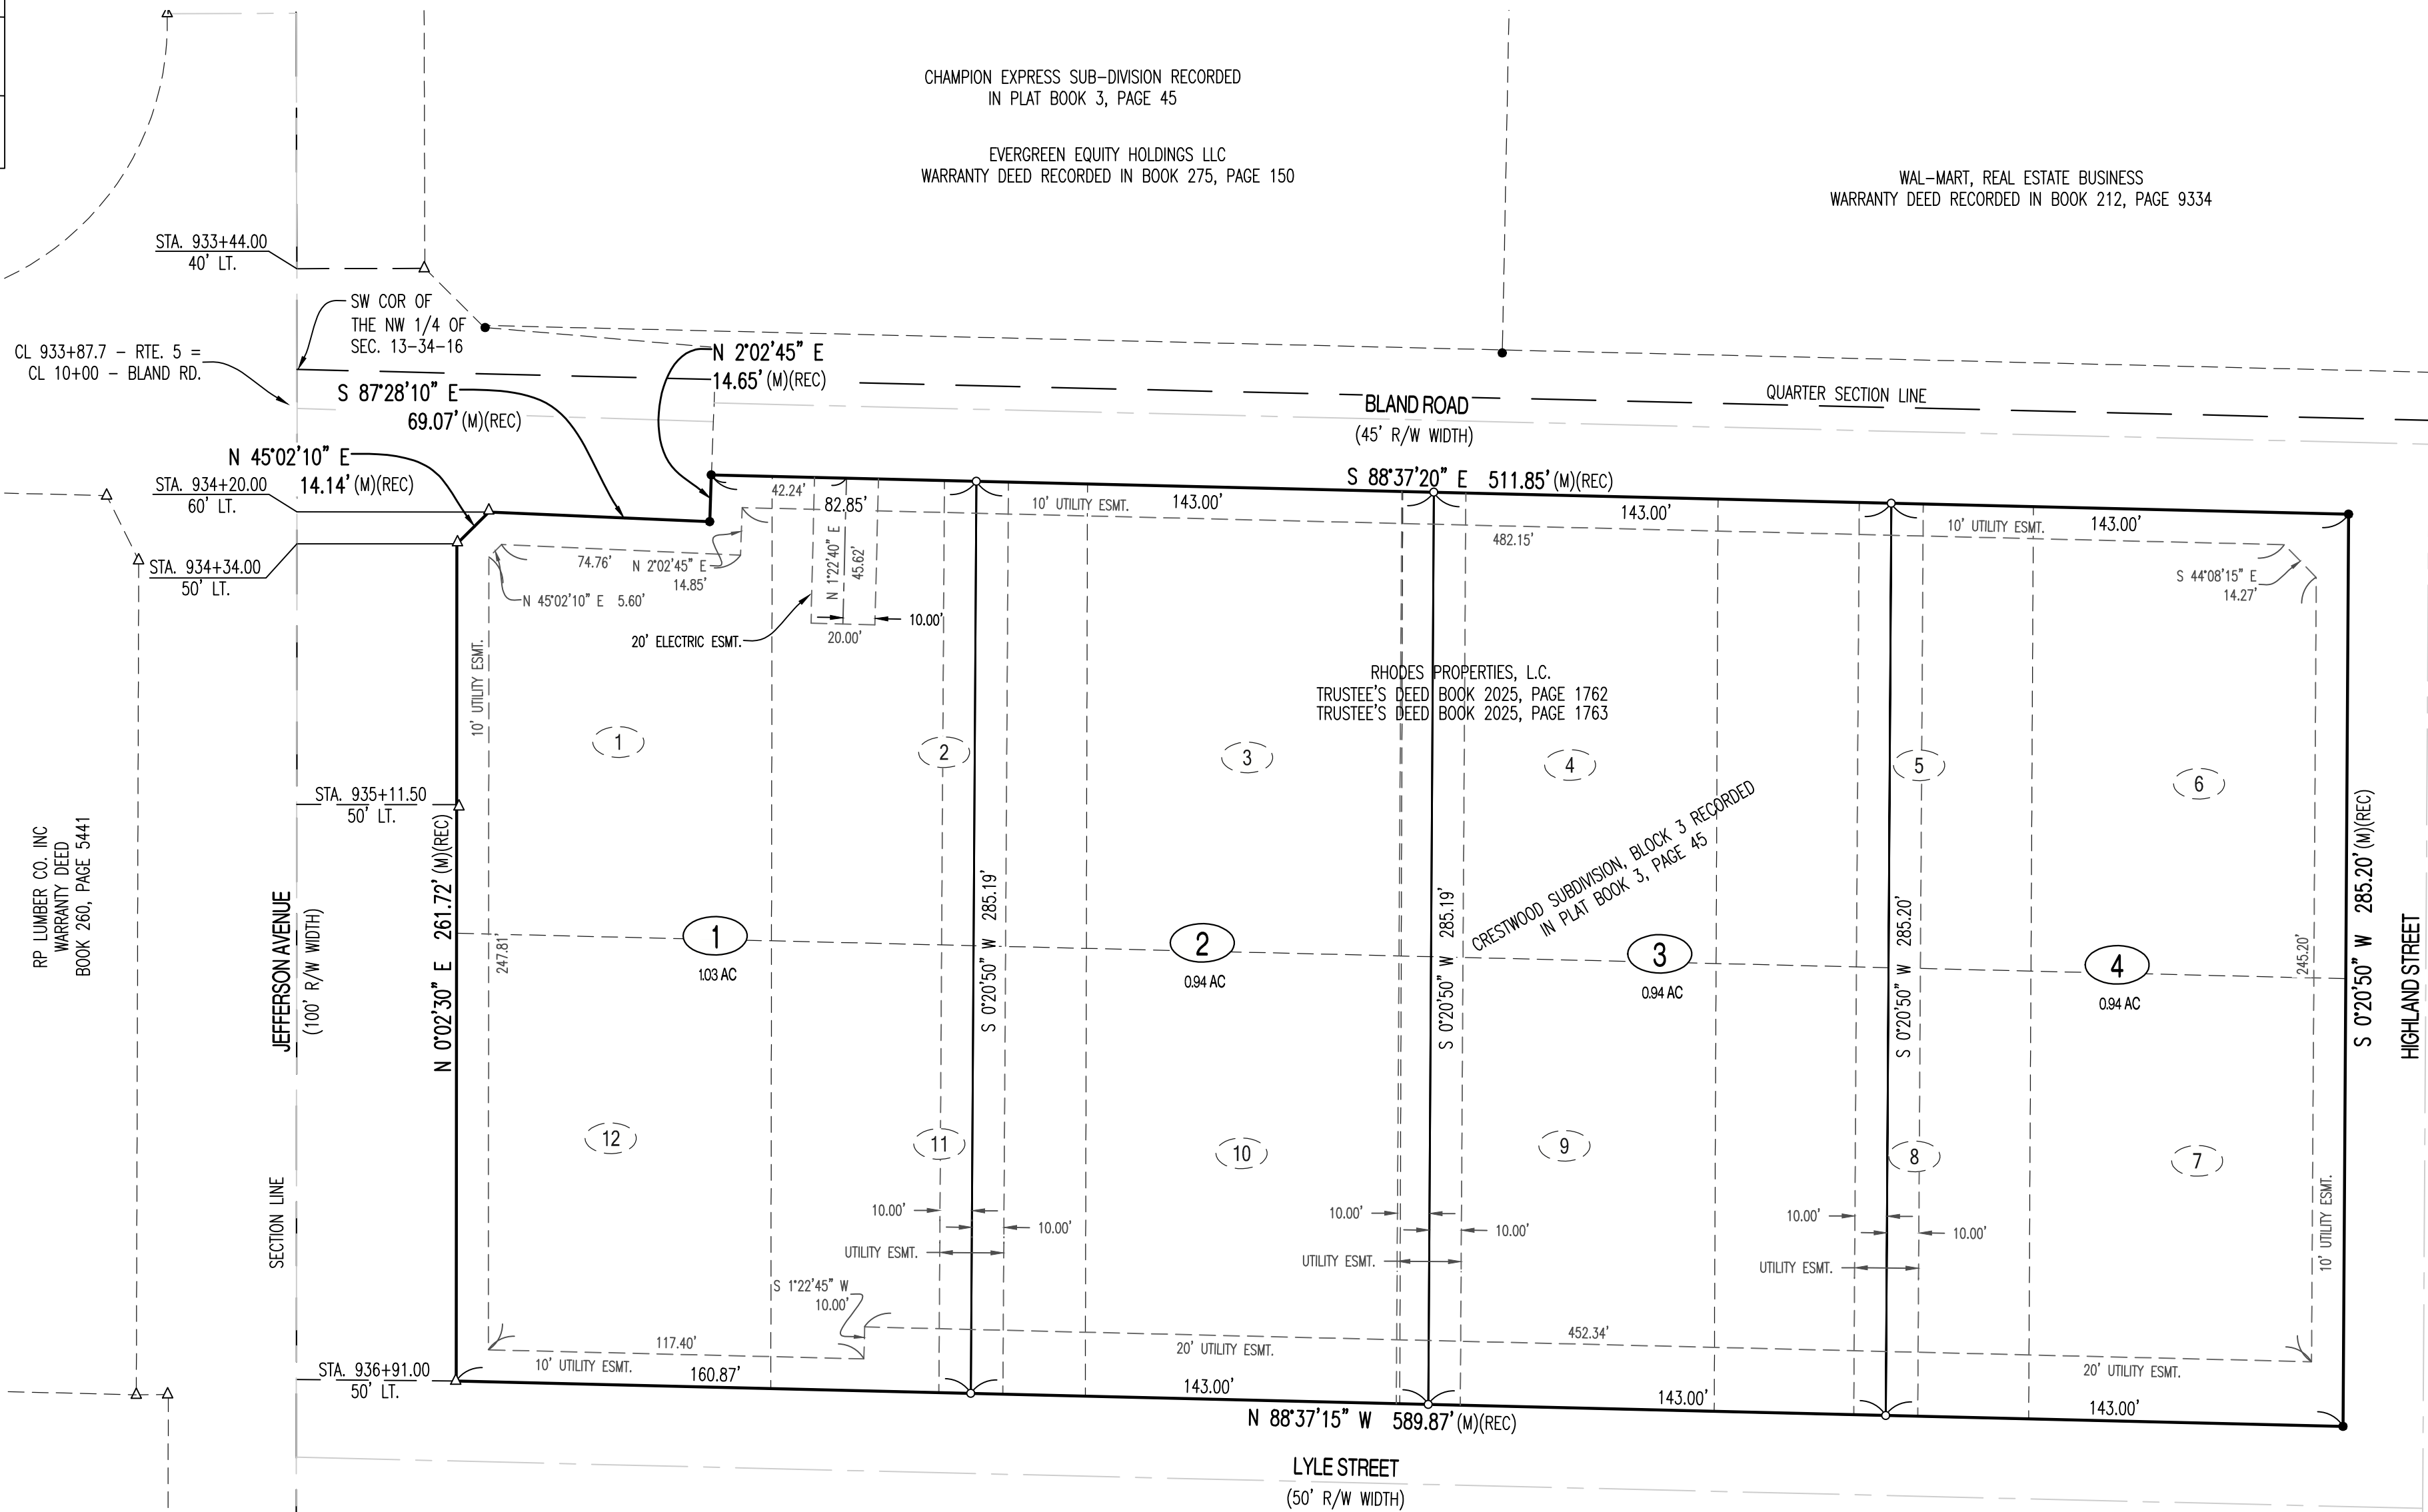 CHAMPION EXPRESS SUB-DIVISION RECORDED
IN PLAT BOOK 3, PAGE 45
EVERGREEN EQUITY HOLDINGS LLC
WARRANTY DEED RECORDED IN BOOK 275, PAGE 150
WAL-MART, REAL ESTATE BUSINESS
WARRANTY DEED RECORDED IN BOOK 212, PAGE 9334
STA. 933+44.00
40' LT.
SW COR OF
THE NW 1/4 OF
SEC. 13-34-16
CL 933+87.7 - RTE. 5 =
CL 10+00 - BLAND RD.
N 2°02'45" E
14.65' (M)(REC)
S 87°28'10" E
69.07' (M)(REC)
QUARTER SECTION LINE
BLAND ROAD
(45' R/W WIDTH)
N 45°02'10" E
14.14' (M)(REC)
STA. 934+20.00
60' LT.
S 88°37'20" E 511.85' (M)(REC)
42.24'
82.85'
10' UTILITY ESMT.
143.00'
143.00'
10' UTILITY ESMT.
143.00'
482.15'
STA. 934+34.00
50' LT.
74.76'
N 2°02'45" E
14.85'
N 45°02'10" E 5.60'
N 1°22'40" E
45.62'
10.00'
20.00'
20' ELECTRIC ESMT.
S 44°08'15" E
14.27'
10' UTILITY ESMT.
RHODES PROPERTIES, L.C.
TRUSTEE'S DEED BOOK 2025, PAGE 1762
TRUSTEE'S DEED BOOK 2025, PAGE 1763
1
2
3
4
5
6
STA. 935+11.50
50' LT.
RP LUMBER CO. INC
WARRANTY DEED
BOOK 260, PAGE 5441
JEFFERSON AVENUE
(100' R/W WIDTH)
N 0°02'30" E 261.72' (M)(REC)
247.81'
1
1.03 AC
S 0°20'50" W 285.19'
2
0.94 AC
S 0°20'50" W 285.19'
CRESTWOOD SUBDIVISION, BLOCK 3 RECORDED
IN PLAT BOOK 3, PAGE 45
3
0.94 AC
S 0°20'50" W 285.20'
4
0.94 AC
245.20'
S 0°20'50" W 285.20' (M)(REC)
HIGHLAND STREET
12
11
10
9
8
7
SECTION LINE
10.00'
10.00'
UTILITY ESMT.
10.00'
10.00'
UTILITY ESMT.
10.00'
10.00'
UTILITY ESMT.
10' UTILITY ESMT.
S 1°22'45" W
10.00'
117.40'
10' UTILITY ESMT.
452.34'
20' UTILITY ESMT.
20' UTILITY ESMT.
STA. 936+91.00
50' LT.
160.87'
143.00'
143.00'
143.00'
N 88°37'15" W 589.87' (M)(REC)
LYLE STREET
(50' R/W WIDTH)